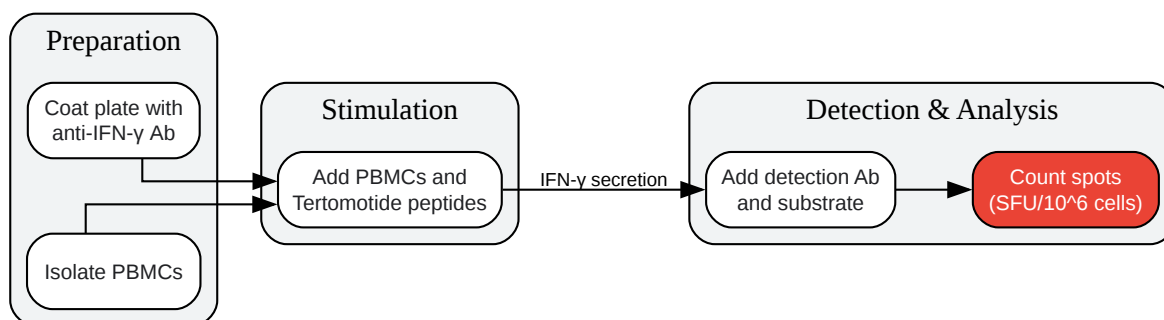 Preparation
Coat plate with
anti-IFN-γ Ab
Isolate PBMCs
Stimulation
Add PBMCs and
Tertomotide peptides
IFN-γ secretion
Detection & Analysis
Add detection Ab
and substrate
Count spots
(SFU/10^6 cells)